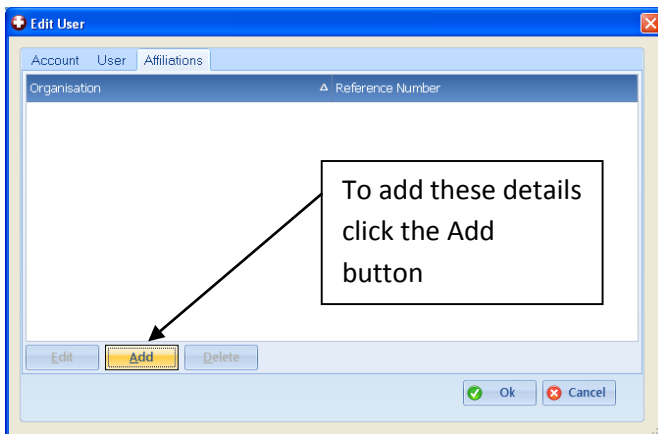 Edit User
Account User Affiliations
Organisation Reference Number
To add these details
click the Add
button
Edit Add Delete
Ok Cancel